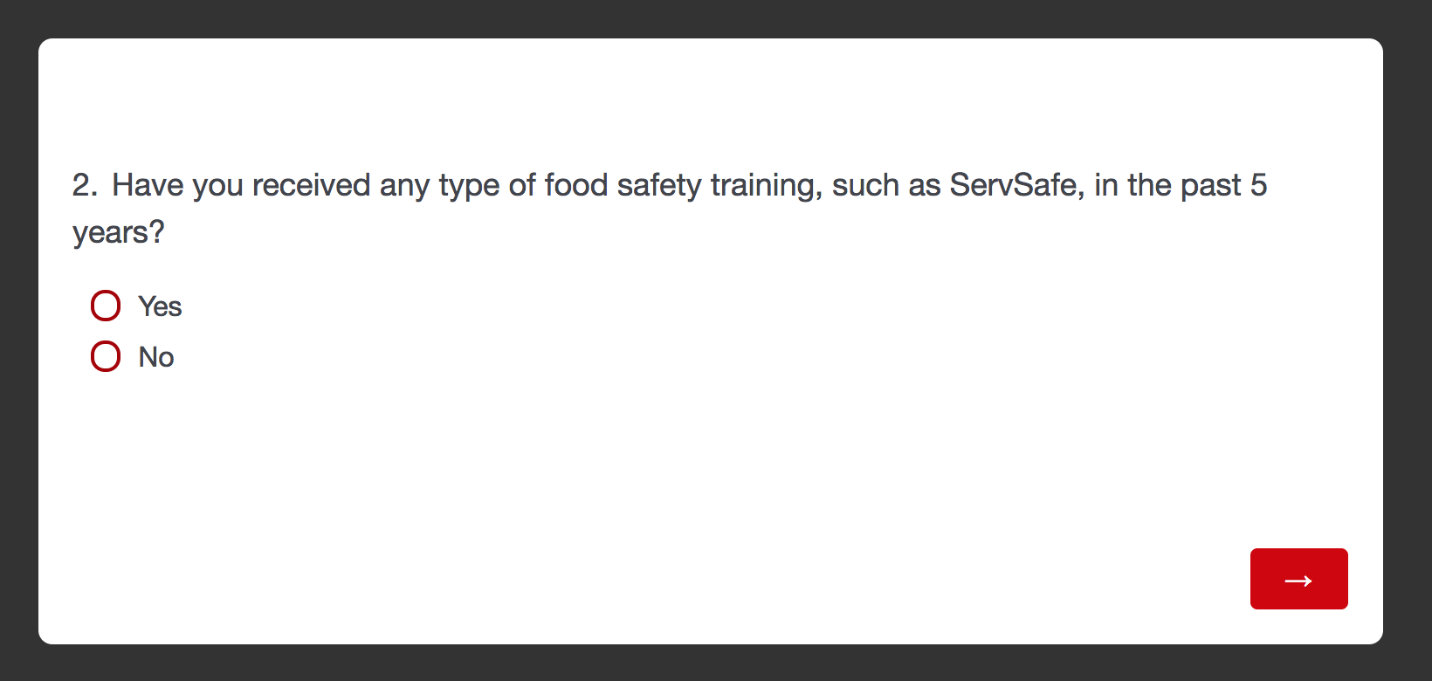 2. Have you received any type of food safety training, such as ServSafe, in the past 5
years?
Yes
No
→